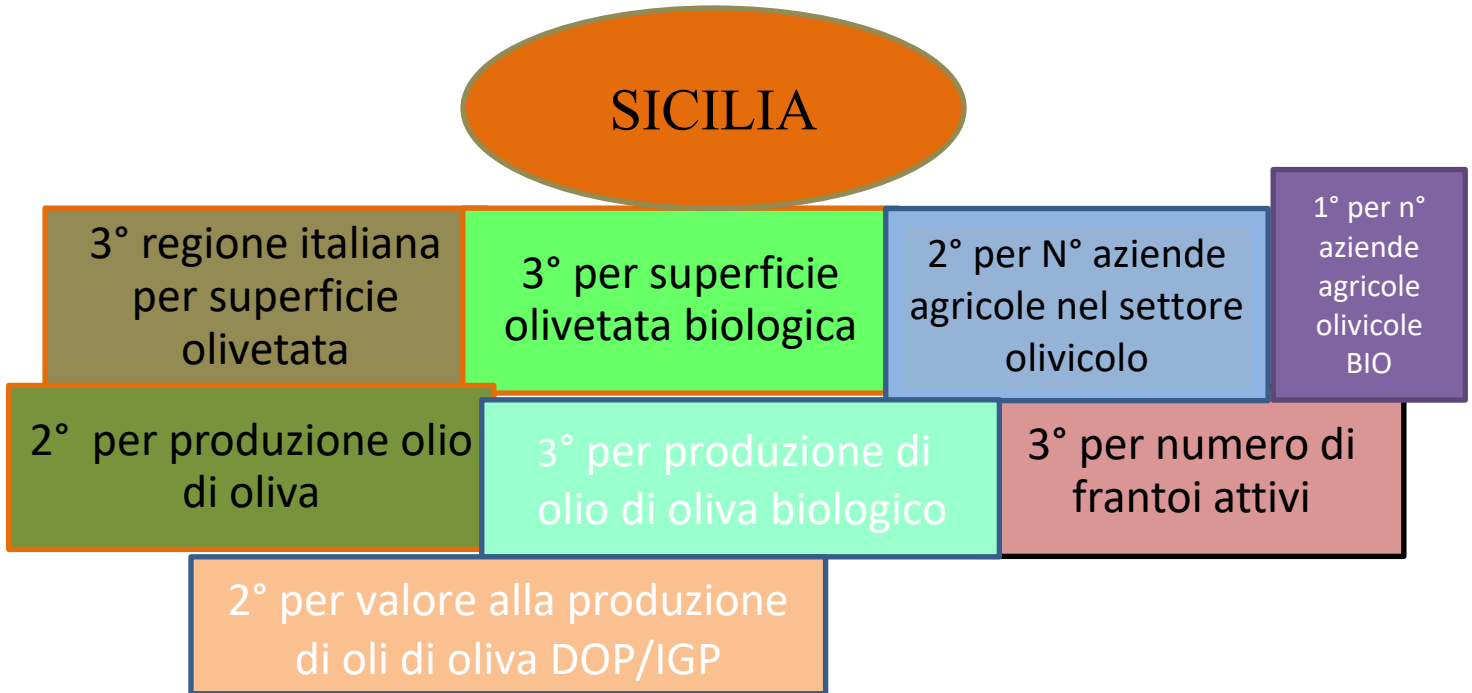 SICILIA
3° regione italiana
per superficie
olivetata
3° per superficie
olivetata biologica
2° per N° aziende
agricole nel settore
olivicolo
1° per n°
aziende
agricole
olivicole
BIO
2° per produzione olio
di oliva
3° per produzione di
olio di oliva biologico
3° per numero di
frantoi attivi
2° per valore alla produzione
di oli di oliva DOP/IGP